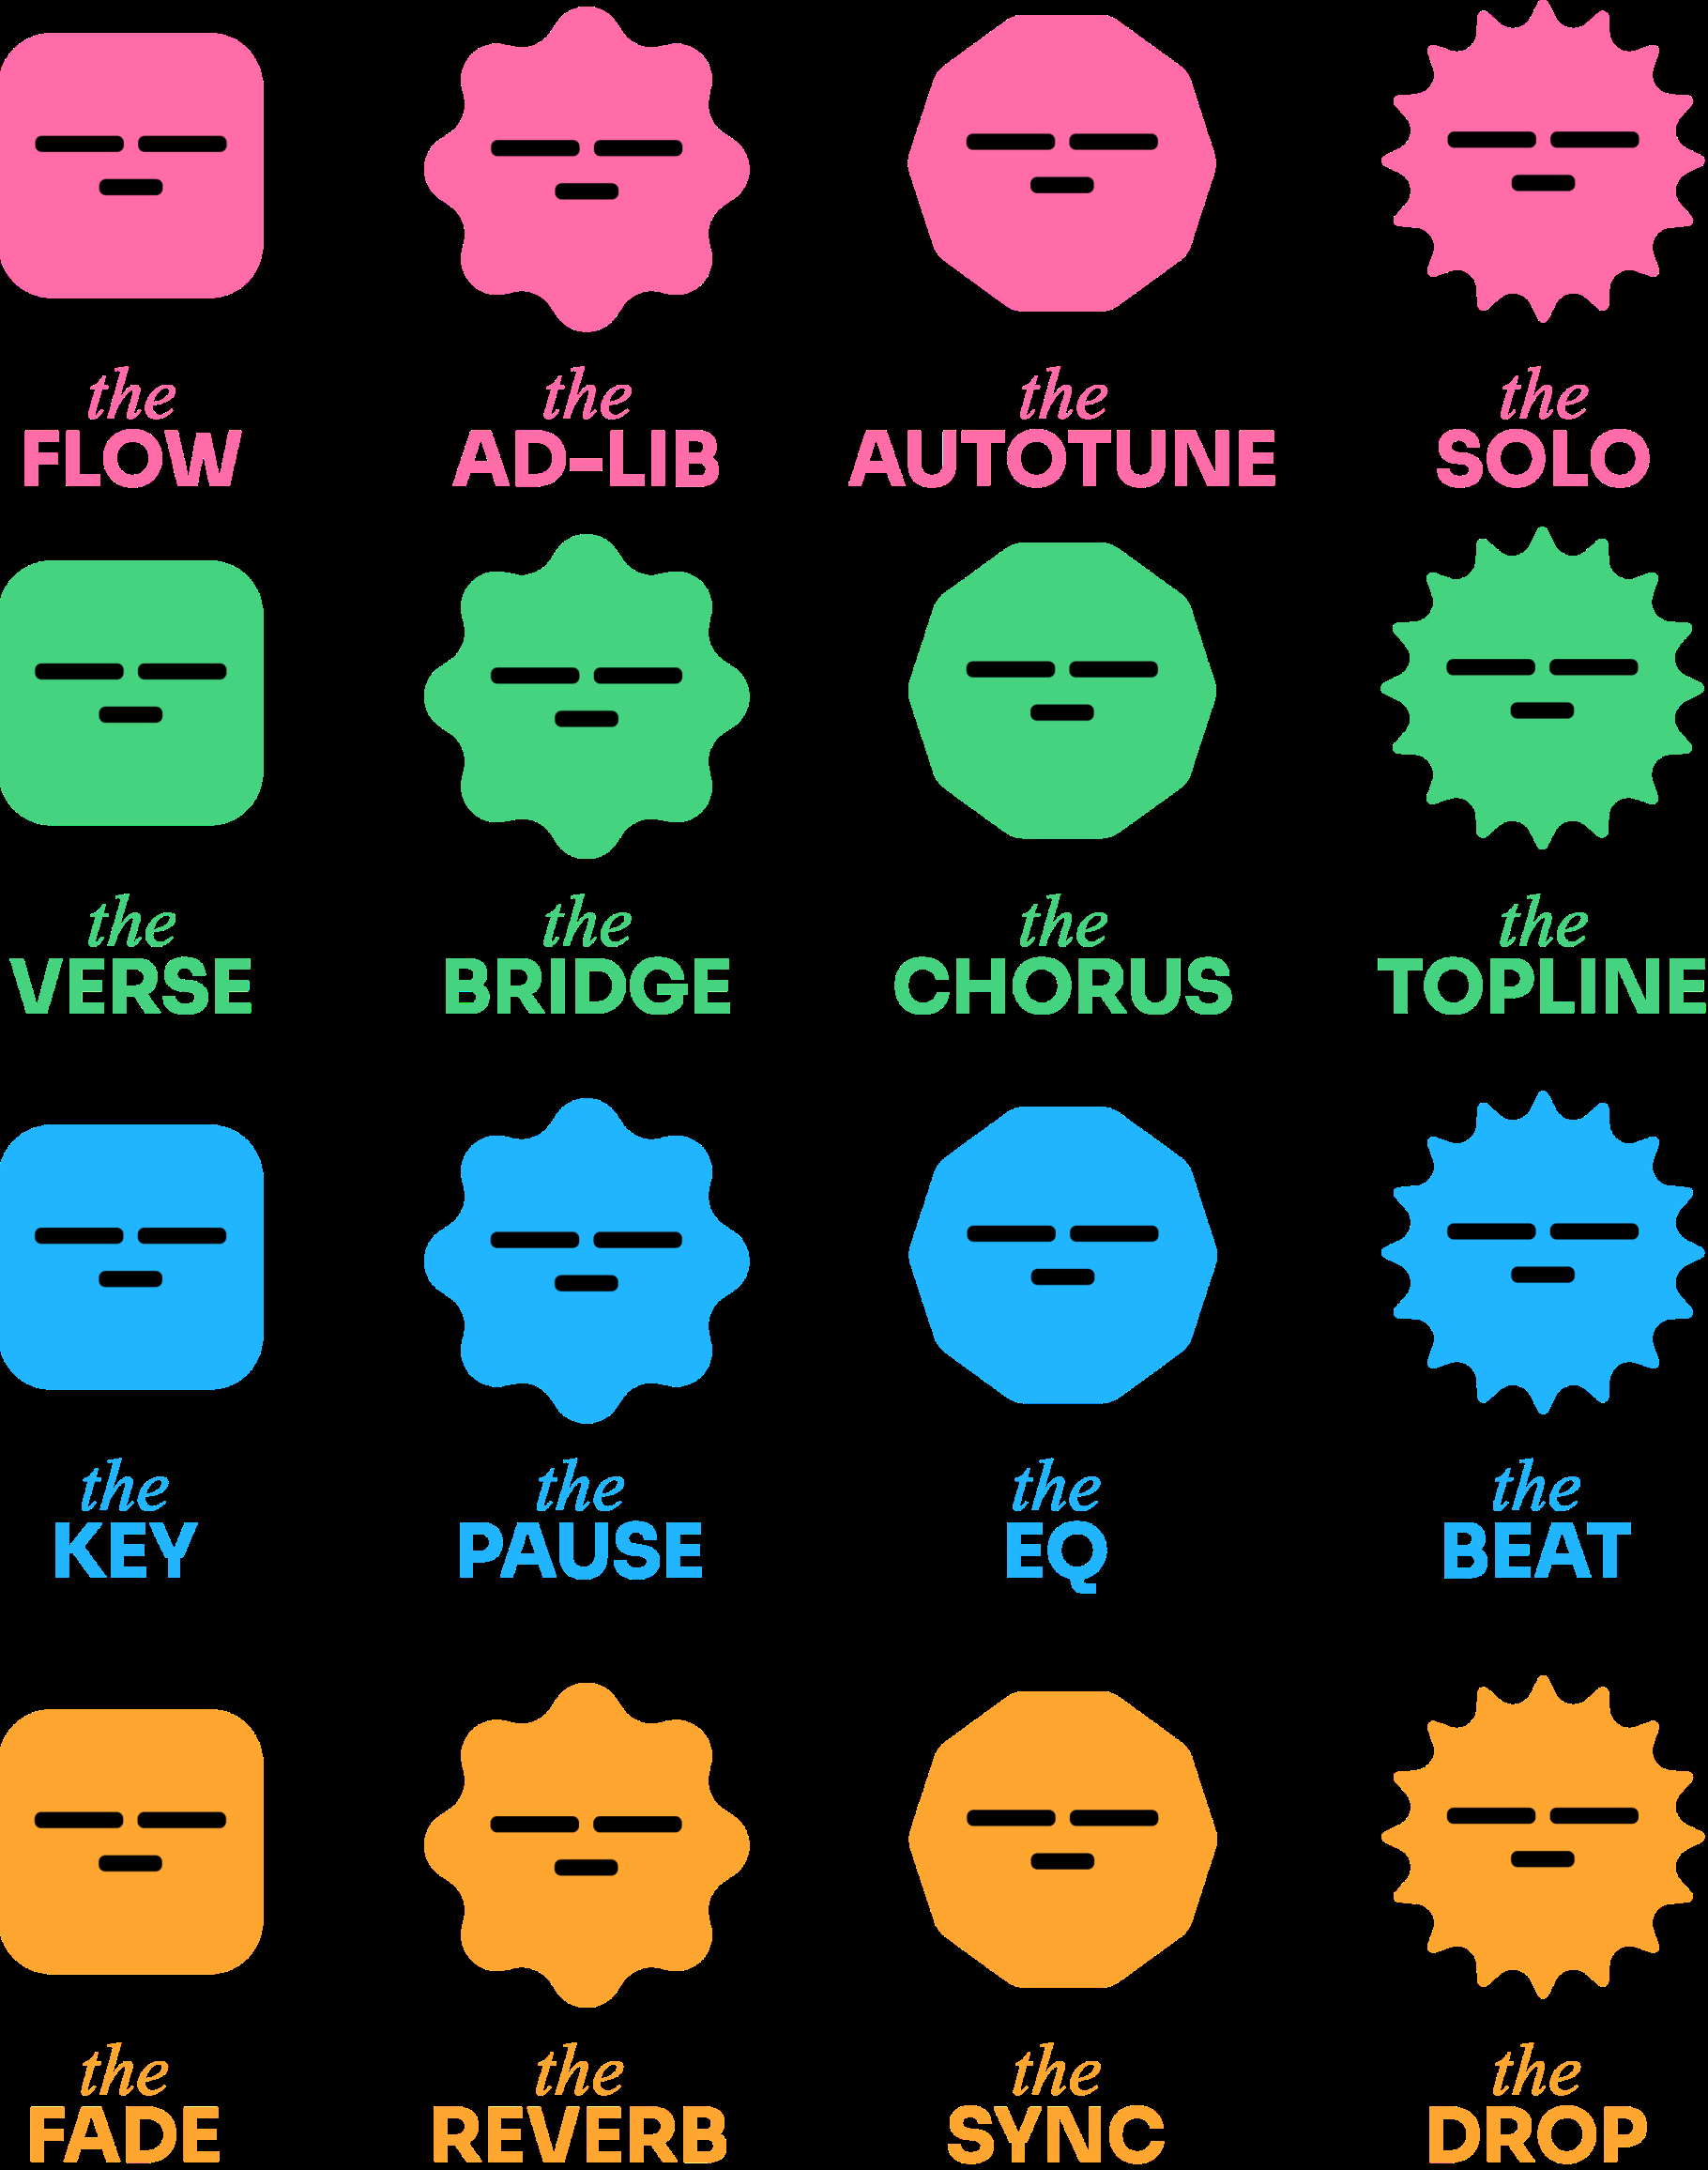 the the the the
FLOW AD-LIB AUTOTUNE SOLO
the the the the
VERSE BRIDGE CHORUS TOPLINE
the the the the
KEY PAUSE EQ BEAT
the the the the
FADE REVERB SYNC DROP